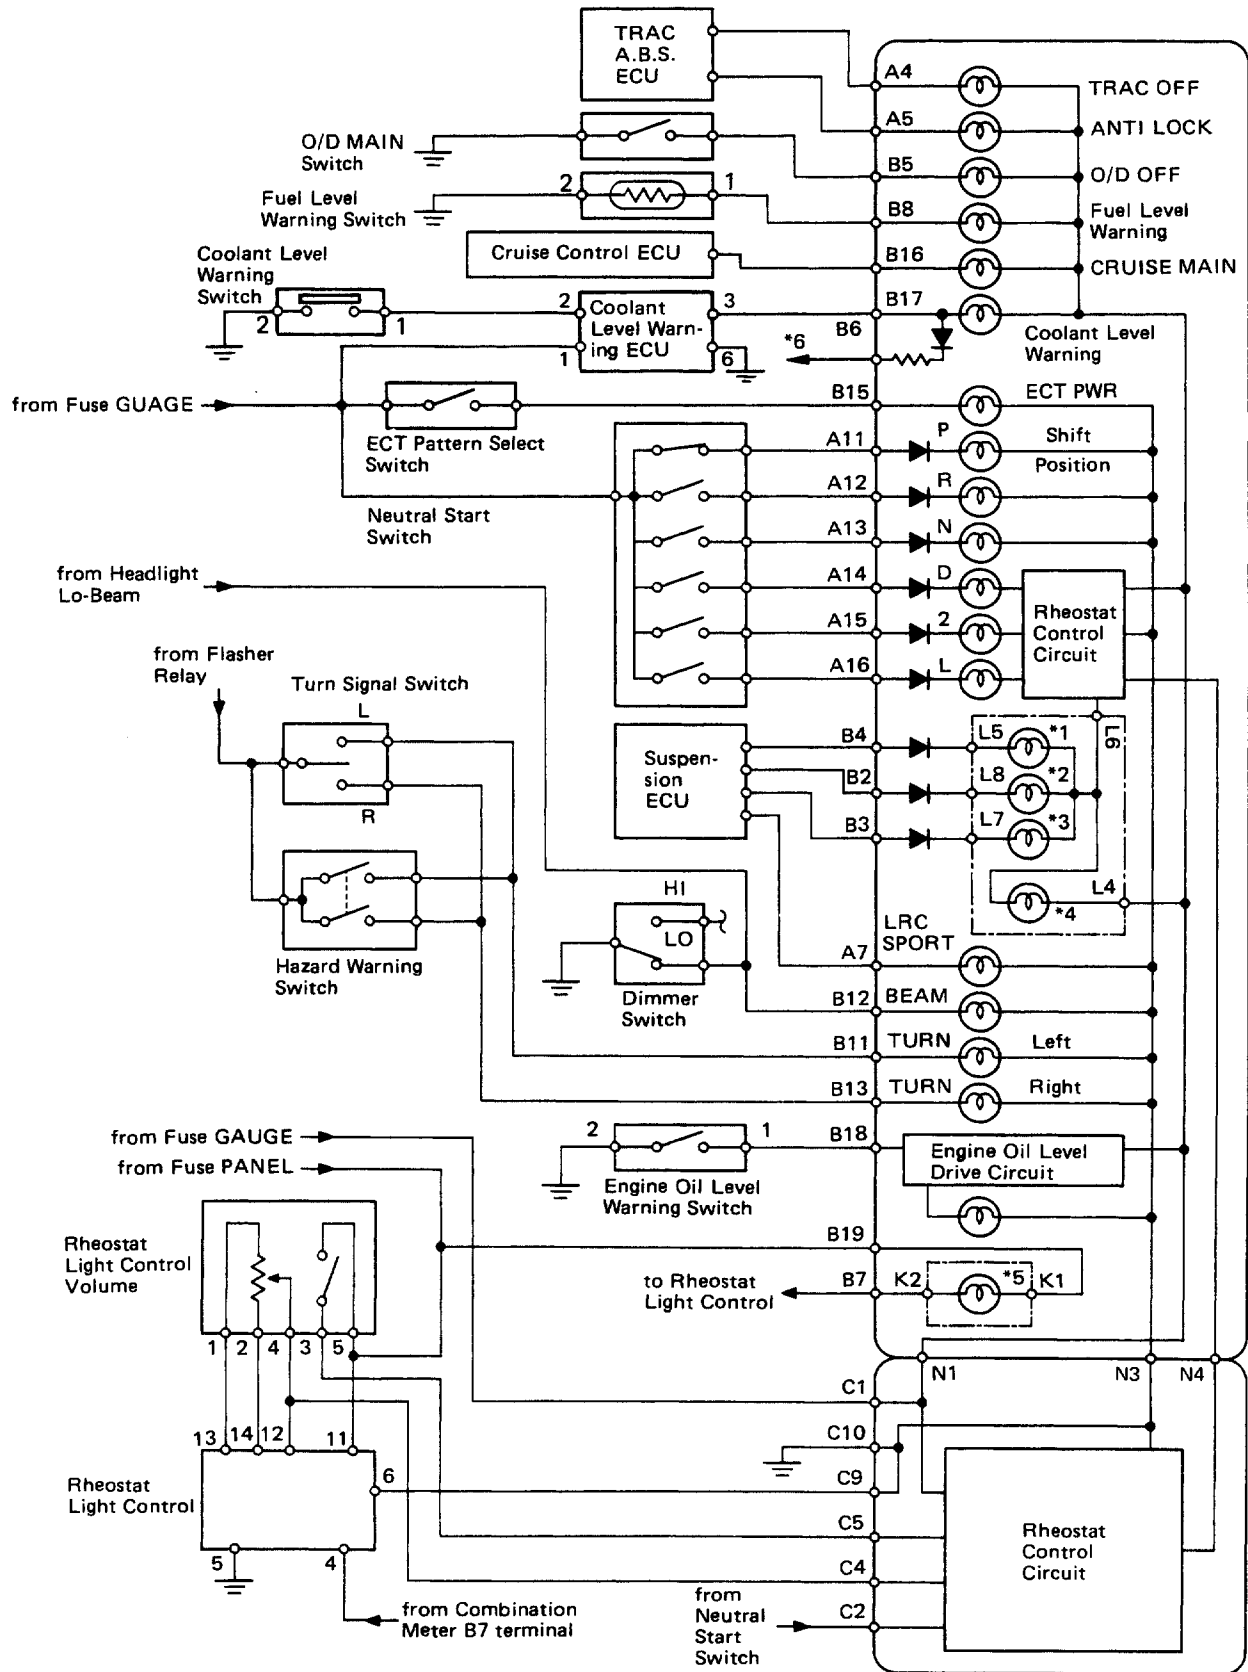 TRAC
A.B.S.
ECU
A4
TRAC OFF
A5
ANTI LOCK
O/D MAIN
Switch
B5
O/D OFF
2
1
Fuel Level
Warning Switch
B8
Fuel Level
Warning
Cruise Control ECU
B16
CRUISE MAIN
Coolant Level
Warning
Switch
2
1
2
Coolant
Level Warn-
ing ECU
3
1
6
B17
B6
*6
Coolant Level
Warning
from Fuse GUAGE
ECT Pattern Select
Switch
B15
ECT PWR
A11
P
Shift
Position
A12
R
Neutral Start
Switch
A13
N
from Headlight
Lo-Beam
A14
D
A15
2
A16
L
Rheostat
Control
Circuit
from Flasher
Relay
Turn Signal Switch
L
R
Suspen-
sion
ECU
B4
L5
*1
L6
B2
L8
*2
B3
L7
*3
L4
*4
Hazard Warning
Switch
HI
LO
Dimmer
Switch
LRC
SPORT
A7
B12
BEAM
B11
TURN
Left
B13
TURN
Right
from Fuse GAUGE
from Fuse PANEL
2
1
B18
Engine Oil Level
Warning Switch
Engine Oil Level
Drive Circuit
Rheostat
Light Control
Volume
B19
to Rheostat
Light Control
B7
K2
*5
K1
1
2
4
3
5
N1
N3
N4
C1
13
14
12
11
C10
Rheostat
Light Control
6
C9
C5
5
4
C4
from Combination
Meter B7 terminal
from
Neutral
Start
Switch
C2
Rheostat
Control
Circuit